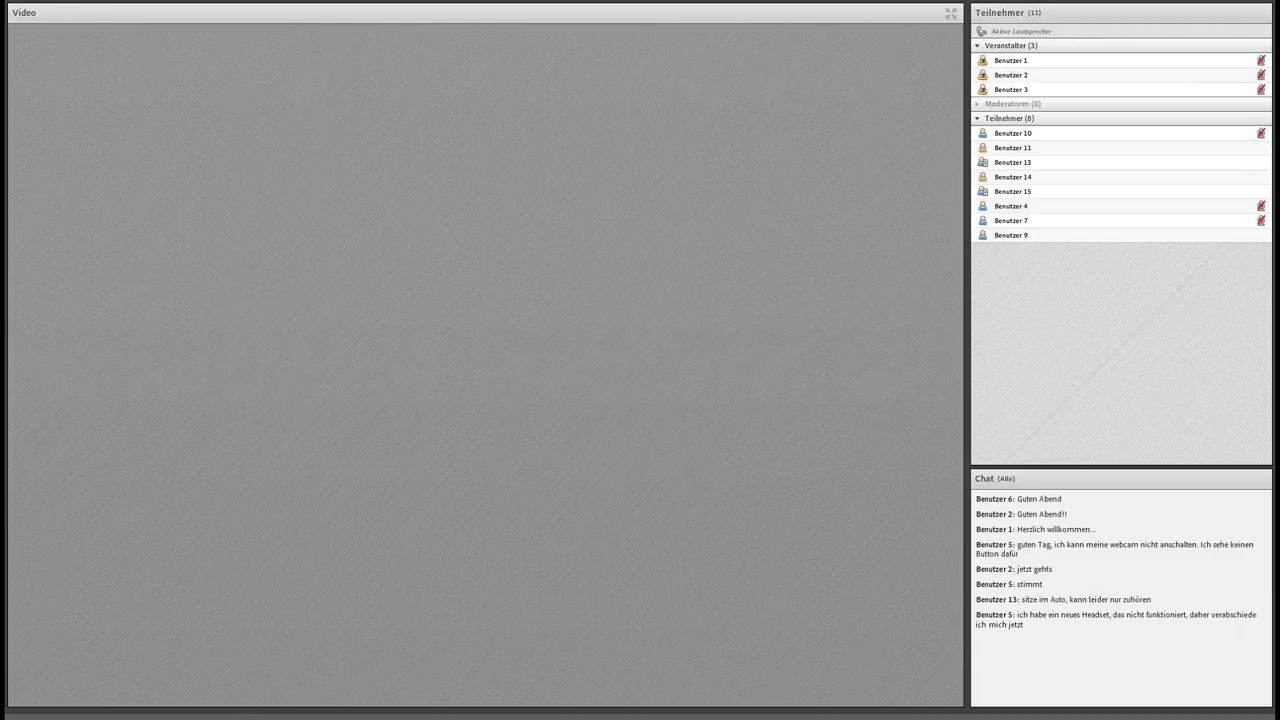 Video
Teilnehmer (11)
Aktive Lautsprecher
Veranstalter (3)
Benutzer 1
Benutzer 2
Benutzer 3
Moderatoren (0)
Teilnehmer (8)
Benutzer 10
Benutzer 11
Benutzer 13
Benutzer 14
Benutzer 15
Benutzer 4
Benutzer 7
Benutzer 9
Chat (Alle)
Benutzer 6: Guten Abend
Benutzer 2: Guten Abend!!
Benutzer 1: Herzlich willkommen...
Benutzer 5: guten Tag, ich kann meine webcam nicht anschalten. Ich sehe keinen
Button dafür
Benutzer 2: jetzt gehts
Benutzer 5: stimmt
Benutzer 13: sitze im Auto, kann leider nur zuhören
Benutzer 5: ich habe ein neues Headset, das nicht funktioniert, daher verabschiede
ich mich jetzt